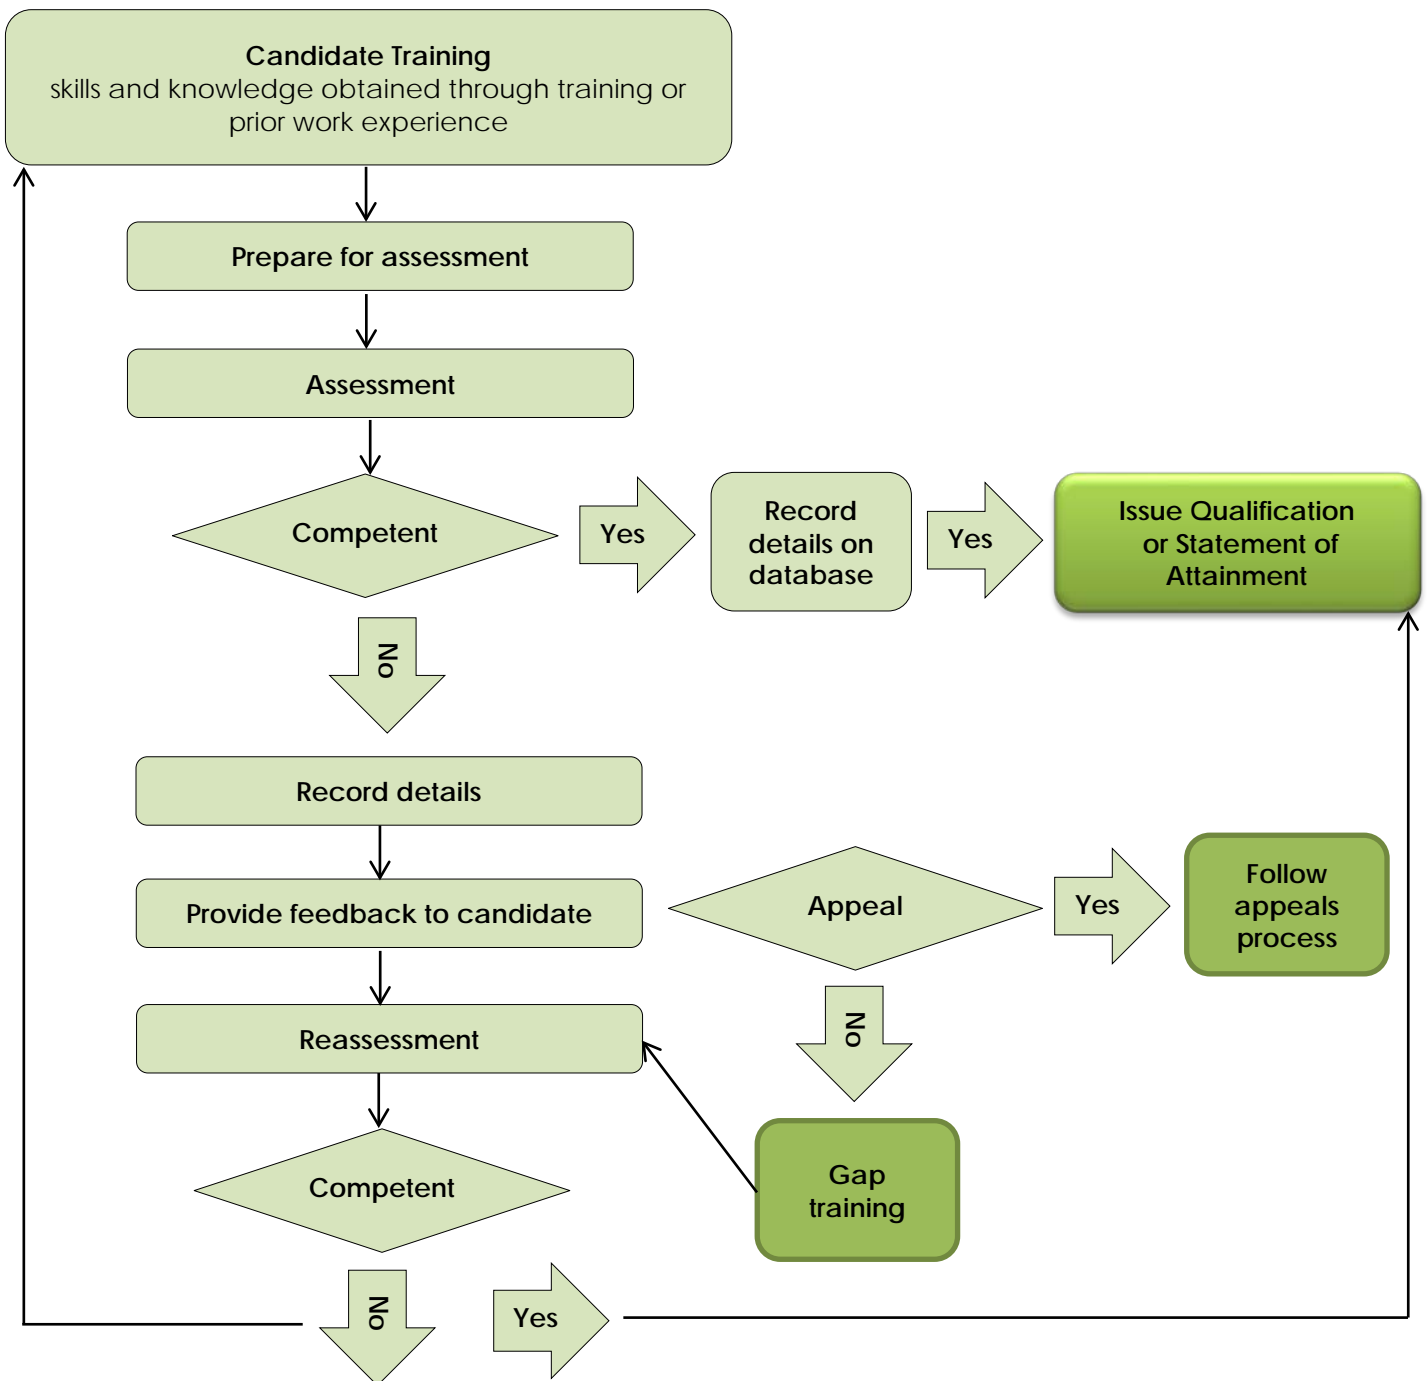 Candidate Training
skills and knowledge obtained through training or
prior work experience
Prepare for assessment
Assessment
Competent
Yes
Record
details on
database
Yes
Issue Qualification
or Statement of
Attainment
No
Record details
Provide feedback to candidate
Appeal
Yes
Follow
appeals
process
No
Reassessment
Gap
training
Competent
No
Yes